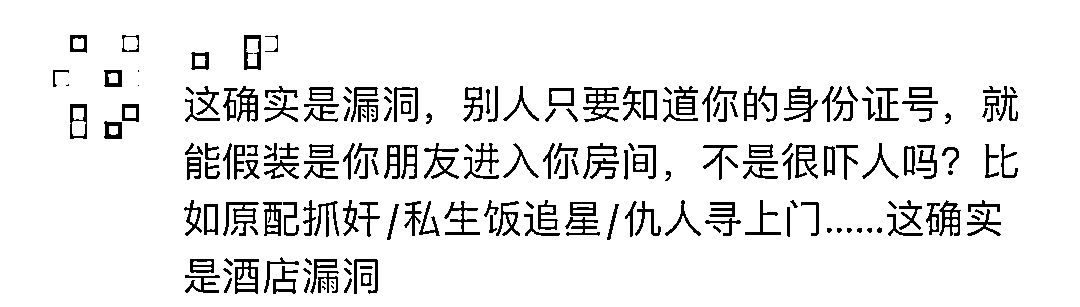 这确实是漏洞，别人只要知道你的身份证号，就
能假装是你朋友进入你房间，不是很吓人吗？比
如原配抓奸/私生饭追星/仇人寻上门......这确实
是酒店漏洞